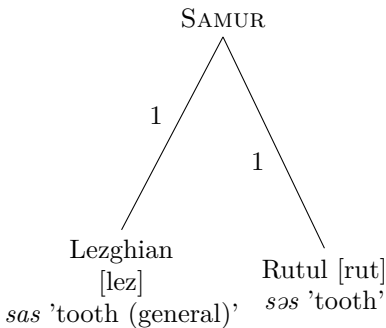 SAMUR
1
1
Lezghian
[lez]
sas 'tooth (general)'
Rutul [rut]
səs 'tooth'